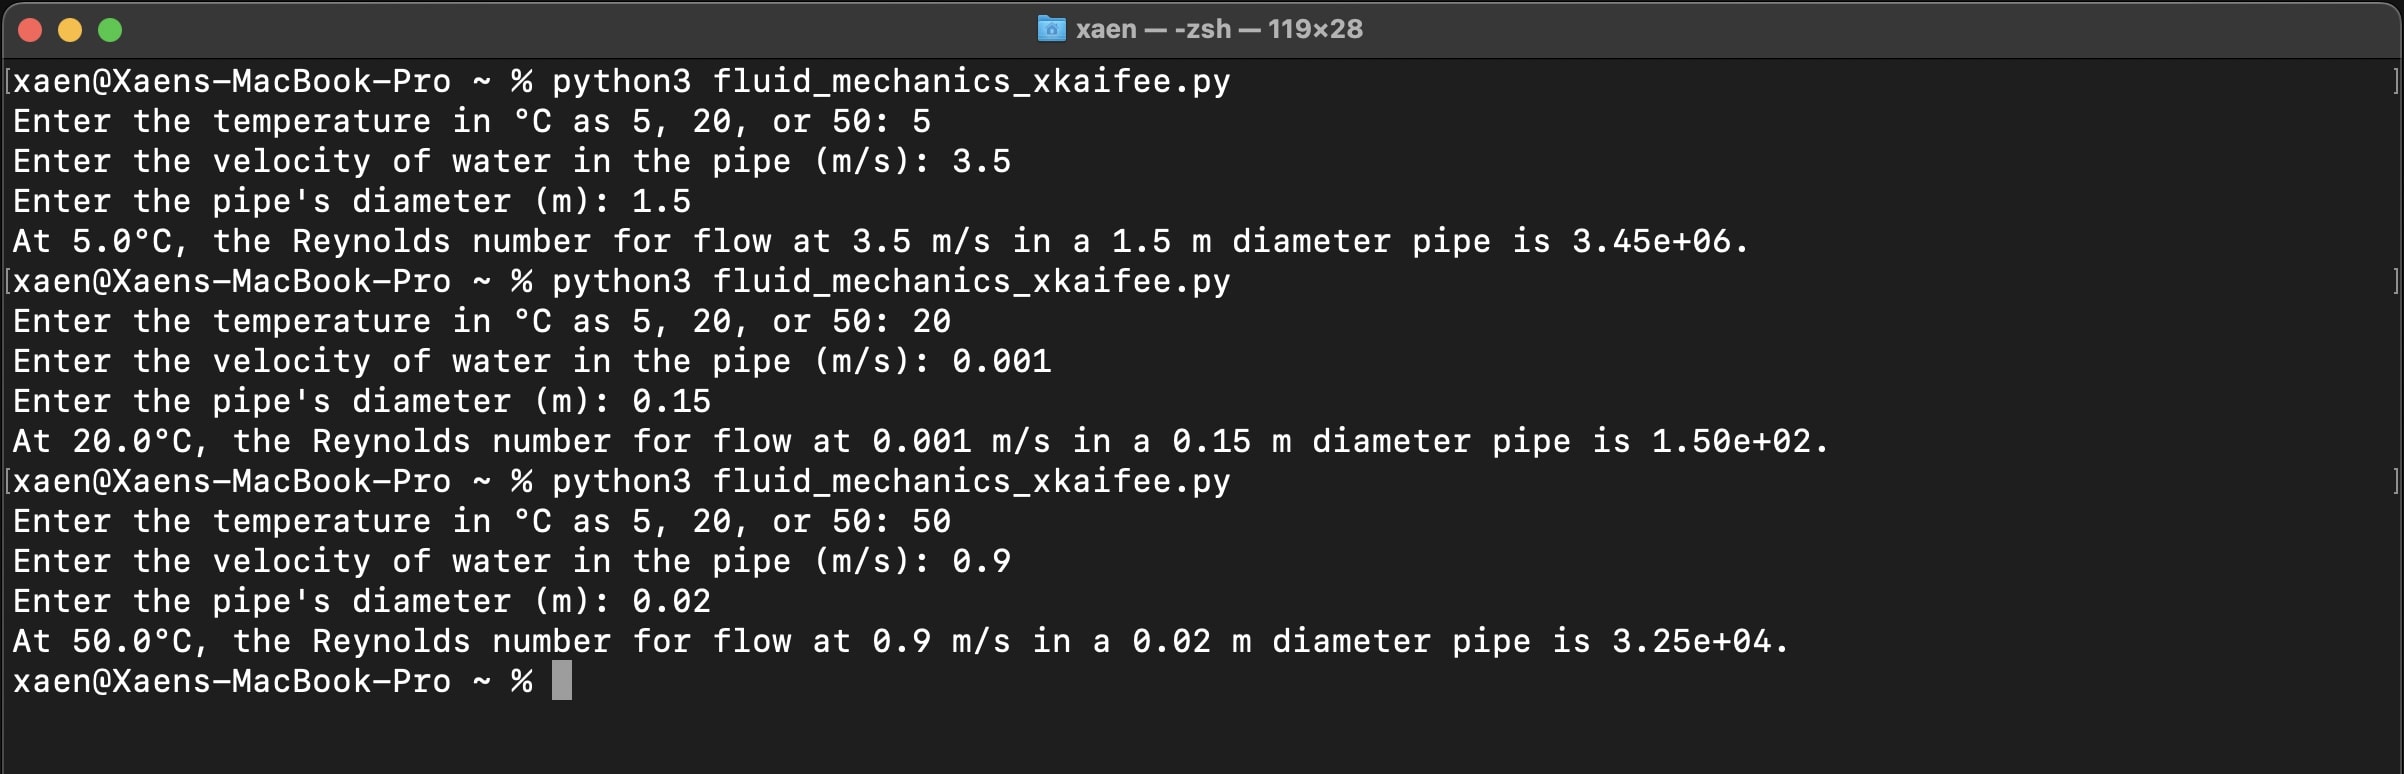 xaen — -zsh — 119×28
[xaen@Xaens-MacBook-Pro ~ % python3 fluid_mechanics_xkaifee.py ]
Enter the temperature in °C as 5, 20, or 50: 5
Enter the velocity of water in the pipe (m/s): 3.5
Enter the pipe's diameter (m): 1.5
At 5.0°C, the Reynolds number for flow at 3.5 m/s in a 1.5 m diameter pipe is 3.45e+06.
[xaen@Xaens-MacBook-Pro ~ % python3 fluid_mechanics_xkaifee.py ]
Enter the temperature in °C as 5, 20, or 50: 20
Enter the velocity of water in the pipe (m/s): 0.001
Enter the pipe's diameter (m): 0.15
At 20.0°C, the Reynolds number for flow at 0.001 m/s in a 0.15 m diameter pipe is 1.50e+02.
[xaen@Xaens-MacBook-Pro ~ % python3 fluid_mechanics_xkaifee.py ]
Enter the temperature in °C as 5, 20, or 50: 50
Enter the velocity of water in the pipe (m/s): 0.9
Enter the pipe's diameter (m): 0.02
At 50.0°C, the Reynolds number for flow at 0.9 m/s in a 0.02 m diameter pipe is 3.25e+04.
xaen@Xaens-MacBook-Pro ~ %